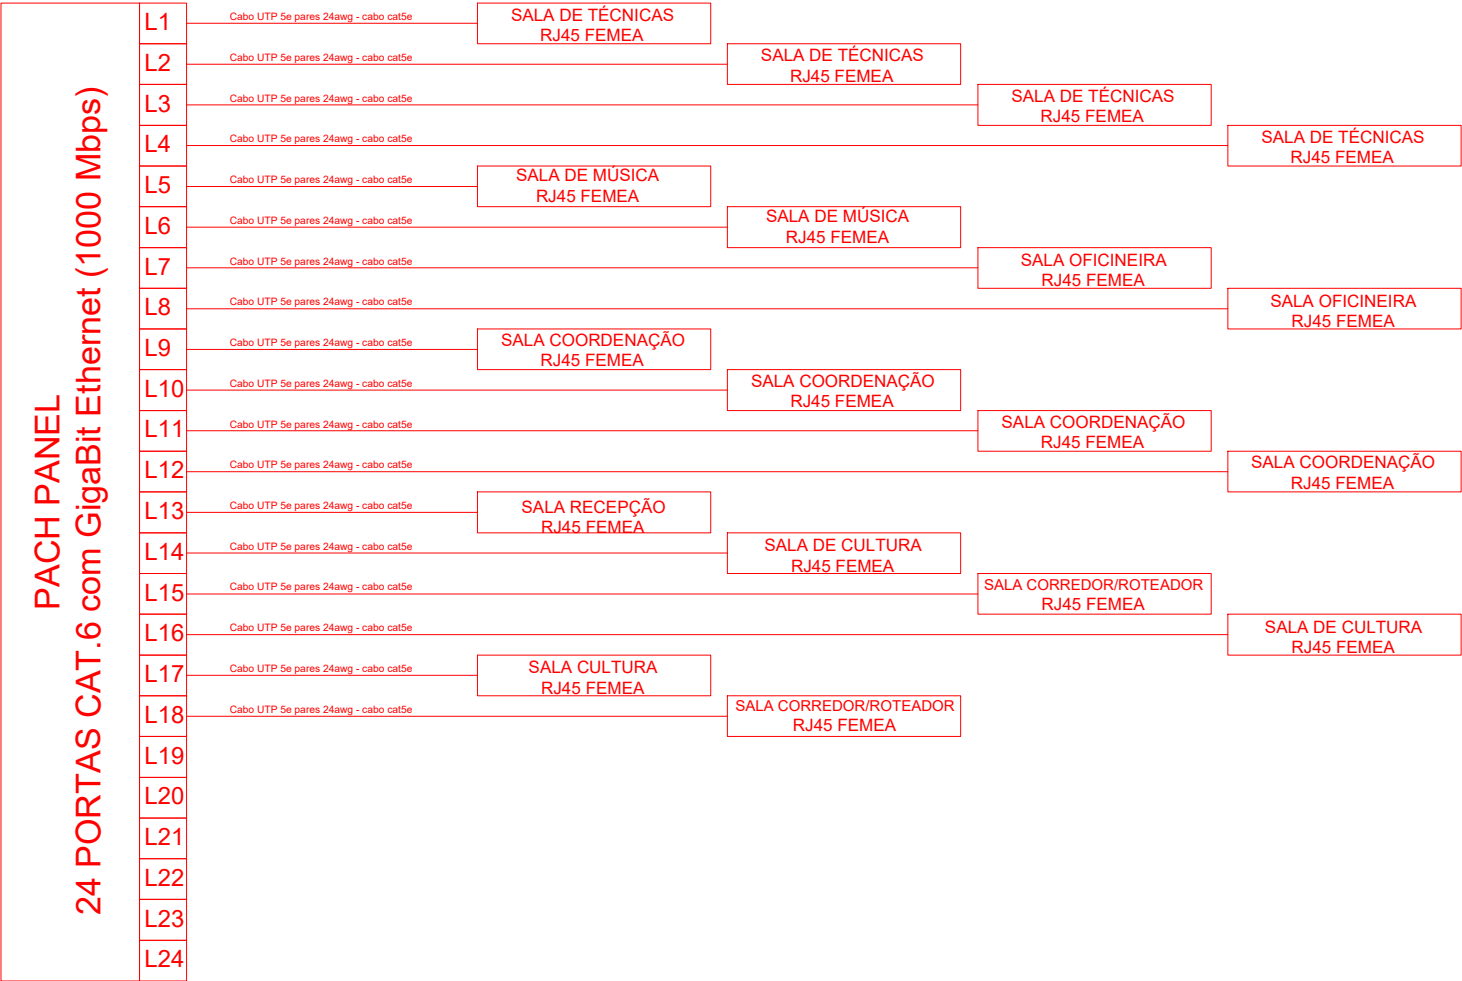 PACH PANEL
24 PORTAS CAT.6 com GigaBit Ethernet (1000 Mbps)
L1
Cabo UTP 5e pares 24awg - cabo cat5e
SALA DE TÉCNICAS
RJ45 FEMEA
L2
Cabo UTP 5e pares 24awg - cabo cat5e
SALA DE TÉCNICAS
RJ45 FEMEA
L3
Cabo UTP 5e pares 24awg - cabo cat5e
SALA DE TÉCNICAS
RJ45 FEMEA
L4
Cabo UTP 5e pares 24awg - cabo cat5e
SALA DE TÉCNICAS
RJ45 FEMEA
L5
Cabo UTP 5e pares 24awg - cabo cat5e
SALA DE MÚSICA
RJ45 FEMEA
L6
Cabo UTP 5e pares 24awg - cabo cat5e
SALA DE MÚSICA
RJ45 FEMEA
L7
Cabo UTP 5e pares 24awg - cabo cat5e
SALA OFICINEIRA
RJ45 FEMEA
L8
Cabo UTP 5e pares 24awg - cabo cat5e
SALA OFICINEIRA
RJ45 FEMEA
L9
Cabo UTP 5e pares 24awg - cabo cat5e
SALA COORDENAÇÃO
RJ45 FEMEA
L10
Cabo UTP 5e pares 24awg - cabo cat5e
SALA COORDENAÇÃO
RJ45 FEMEA
L11
Cabo UTP 5e pares 24awg - cabo cat5e
SALA COORDENAÇÃO
RJ45 FEMEA
L12
Cabo UTP 5e pares 24awg - cabo cat5e
SALA COORDENAÇÃO
RJ45 FEMEA
L13
Cabo UTP 5e pares 24awg - cabo cat5e
SALA RECEPÇÃO
RJ45 FEMEA
L14
Cabo UTP 5e pares 24awg - cabo cat5e
SALA DE CULTURA
RJ45 FEMEA
L15
Cabo UTP 5e pares 24awg - cabo cat5e
SALA CORREDOR/ROTEADOR
RJ45 FEMEA
L16
Cabo UTP 5e pares 24awg - cabo cat5e
SALA DE CULTURA
RJ45 FEMEA
L17
Cabo UTP 5e pares 24awg - cabo cat5e
SALA CULTURA
RJ45 FEMEA
L18
Cabo UTP 5e pares 24awg - cabo cat5e
SALA CORREDOR/ROTEADOR
RJ45 FEMEA
L19
L20
L21
L22
L23
L24